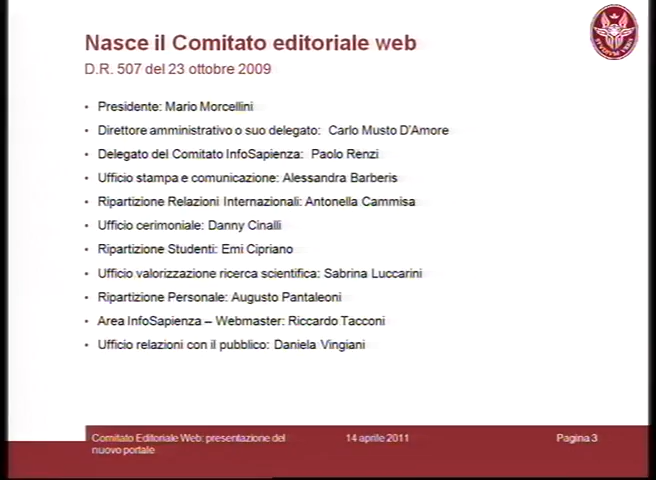 Nasce il Comitato editoriale web
D.R. 507 del 23 ottobre 2009
• Presidente: Mario Morcellini
• Direttore amministrativo o suo delegato: Carlo Musto D'Amore
• Delegato del Comitato InfoSapienza: Paolo Renzi
• Ufficio stampa e comunicazione: Alessandra Barberis
• Ripartizione Relazioni Internazionali: Antonella Cammisa
• Ufficio cerimoniale: Danny Cinalli
• Ripartizione Studenti: Emi Cipriano
• Ufficio valorizzazione ricerca scientifica: Sabrina Luccarini
• Ripartizione Personale: Augusto Pantaleoni
• Area InfoSapienza – Webmaster: Riccardo Tacconi
• Ufficio relazioni con il pubblico: Daniela Vingiani
Comitato Editoriale Web: presentazione del
nuovo portale
14 aprile 2011
Pagina 3